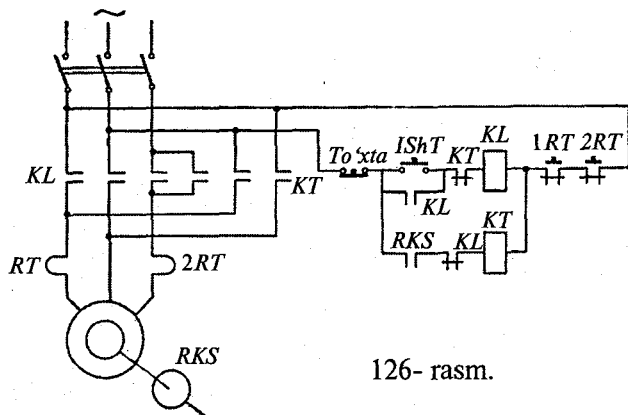 ~
To‘xta IShT KT KL 1RT 2RT
KL KT
KL
RKS KL KT
RT 2RT
RKS
126- rasm.